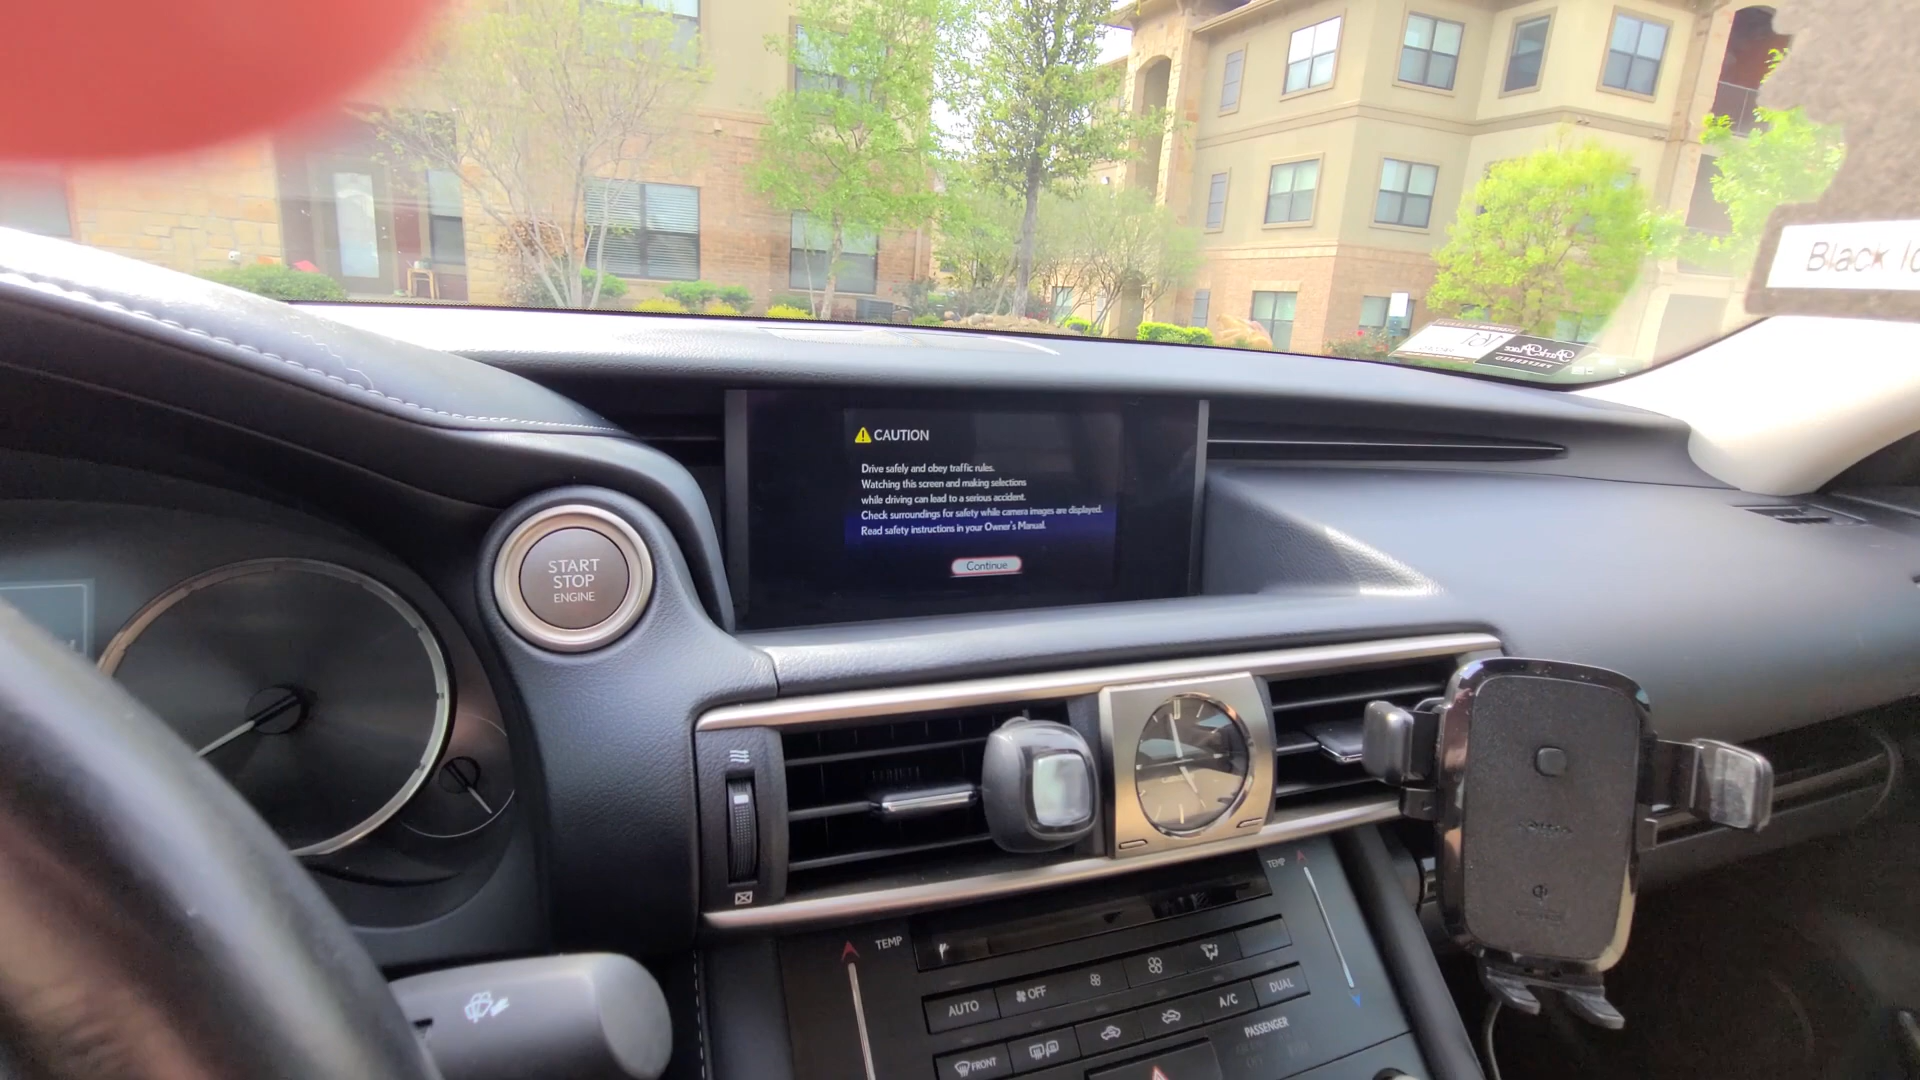 Black
CAUTION
Drive safely and obey traffic rules.
Watching this screen and making selections
while driving can lead to a serious accident.
Check surroundings for safety while camera images are displayed.
Read safety instructions in your Owner's Manual.
Continue
START
STOP
ENGINE
TEMP
TEMP
AUTO
OFF
A/C
DUAL
FRONT
PASSENGER